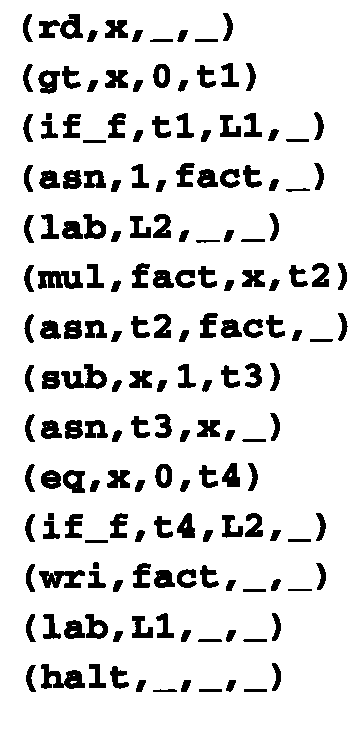 (rd,x,_,_)
(gt,x,0,t1)
(if_f,t1,L1,_)
(asn,1,fact,_)
(lab,L2,_,_)
(mul,fact,x,t2)
(asn,t2,fact,_)
(sub,x,1,t3)
(asn,t3,x,_)
(eq,x,0,t4)
(if_f,t4,L2,_)
(wri,fact,_,_)
(lab,L1,_,_)
(halt,_,_,_)